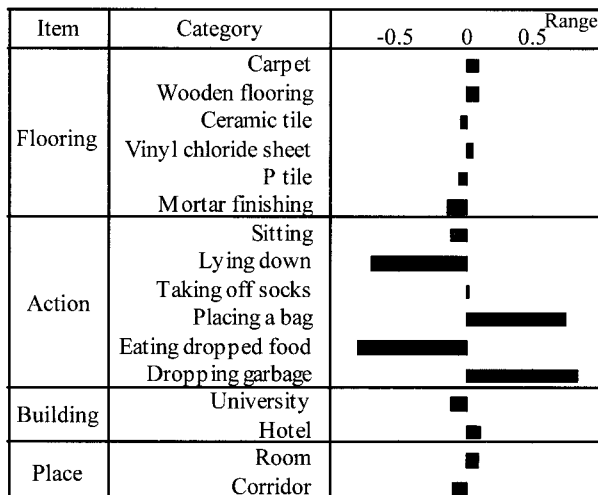 Item Category Range
-0.5 0 0.5
Carpet
Wooden flooring
Ceramic tile
Flooring
Vinyl chloride sheet
P tile
Mortar finishing
Sitting
Lying down
Taking off socks
Action
Placing a bag
Eating dropped food
Dropping garbage
University
Building
Hotel
Room
Place
Corridor